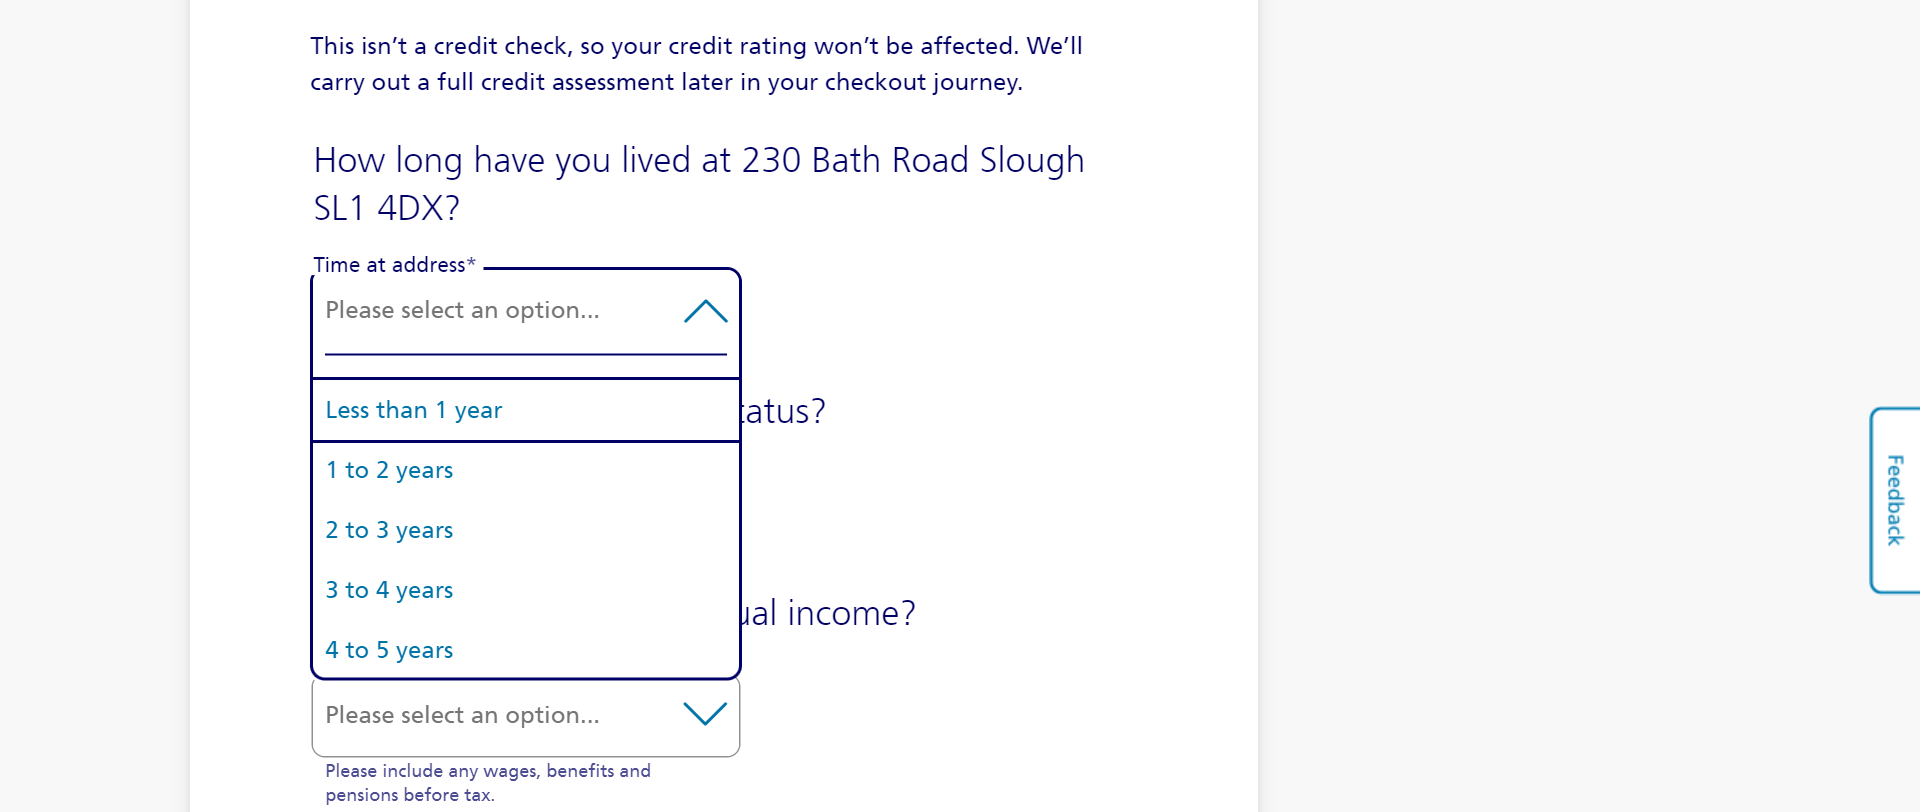 This isn’t a credit check, so your credit rating won’t be affected. We’ll
carry out a full credit assessment later in your checkout journey.
How long have you lived at 230 Bath Road Slough
SL1 4DX?
Time at address*
Please select an option...
Less than 1 year
1 to 2 years
2 to 3 years
3 to 4 years
4 to 5 years
income?
Please select an option...
Please include any wages, benefits and
pensions before tax.
Feedback